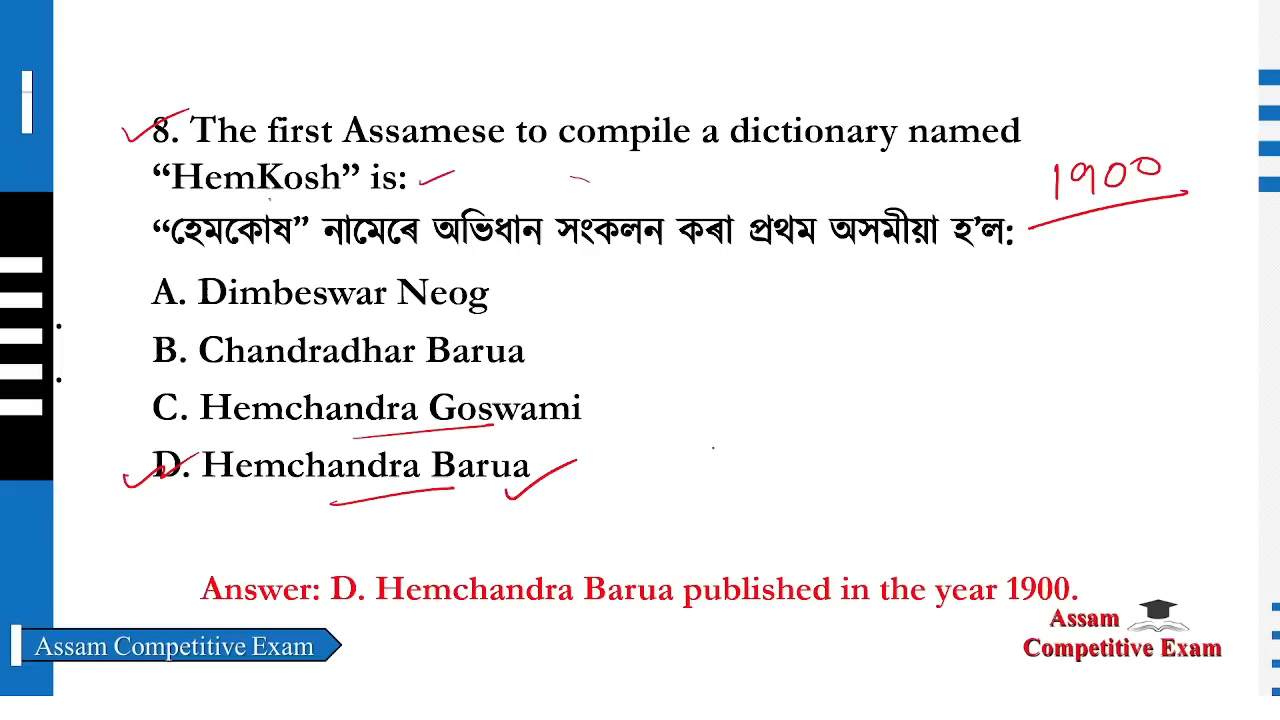 8. The first Assamese to compile a dictionary named
“HemKosh” is:
1900
“হেমকোষ” নামেৰে অভিধান সংকলন কৰা প্ৰথম অসমীয়া হ’ল:
A. Dimbeswar Neog
B. Chandradhar Barua
C. Hemchandra Goswami
D. Hemchandra Barua
Answer: D. Hemchandra Barua published in the year 1900.
Assam Competitive Exam
Assam
Competitive Exam